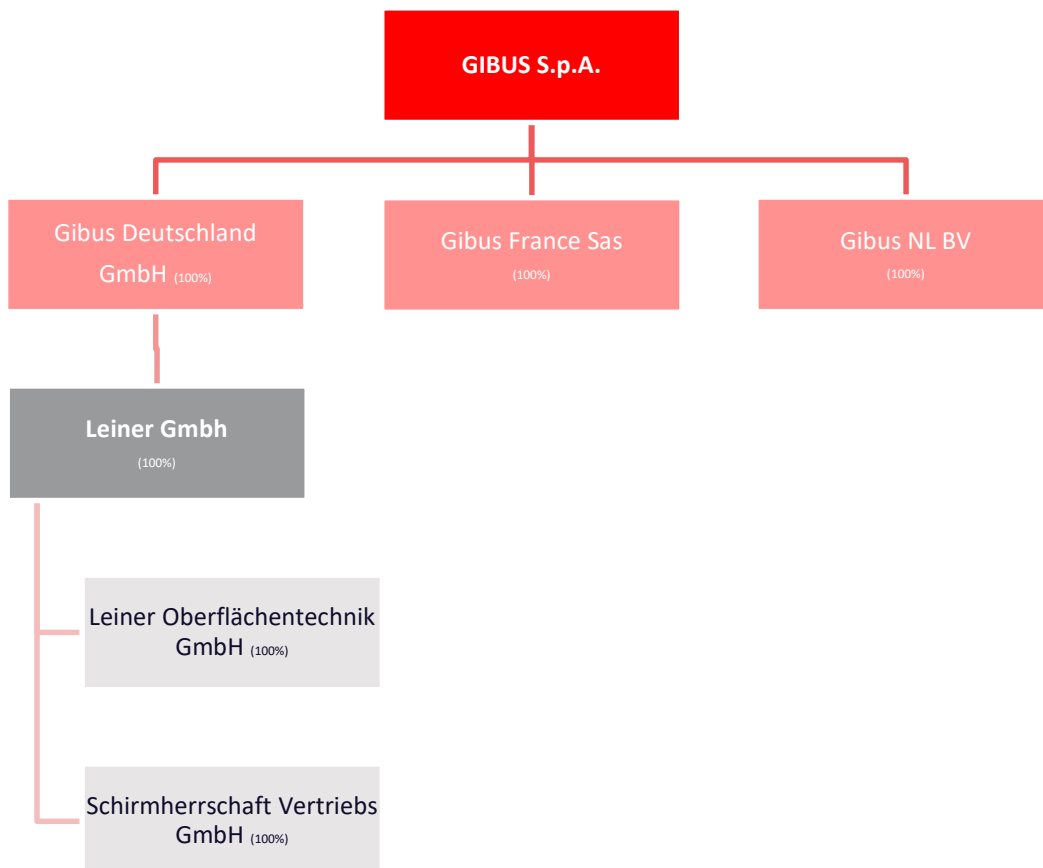 GIBUS S.p.A.
Gibus Deutschland
GmbH (100%)
Gibus France Sas
(100%)
Gibus NL BV
(100%)
Leiner Gmbh
(100%)
Leiner Oberflächentechnik
GmbH (100%)
Schirmherrschaft Vertriebs
GmbH (100%)